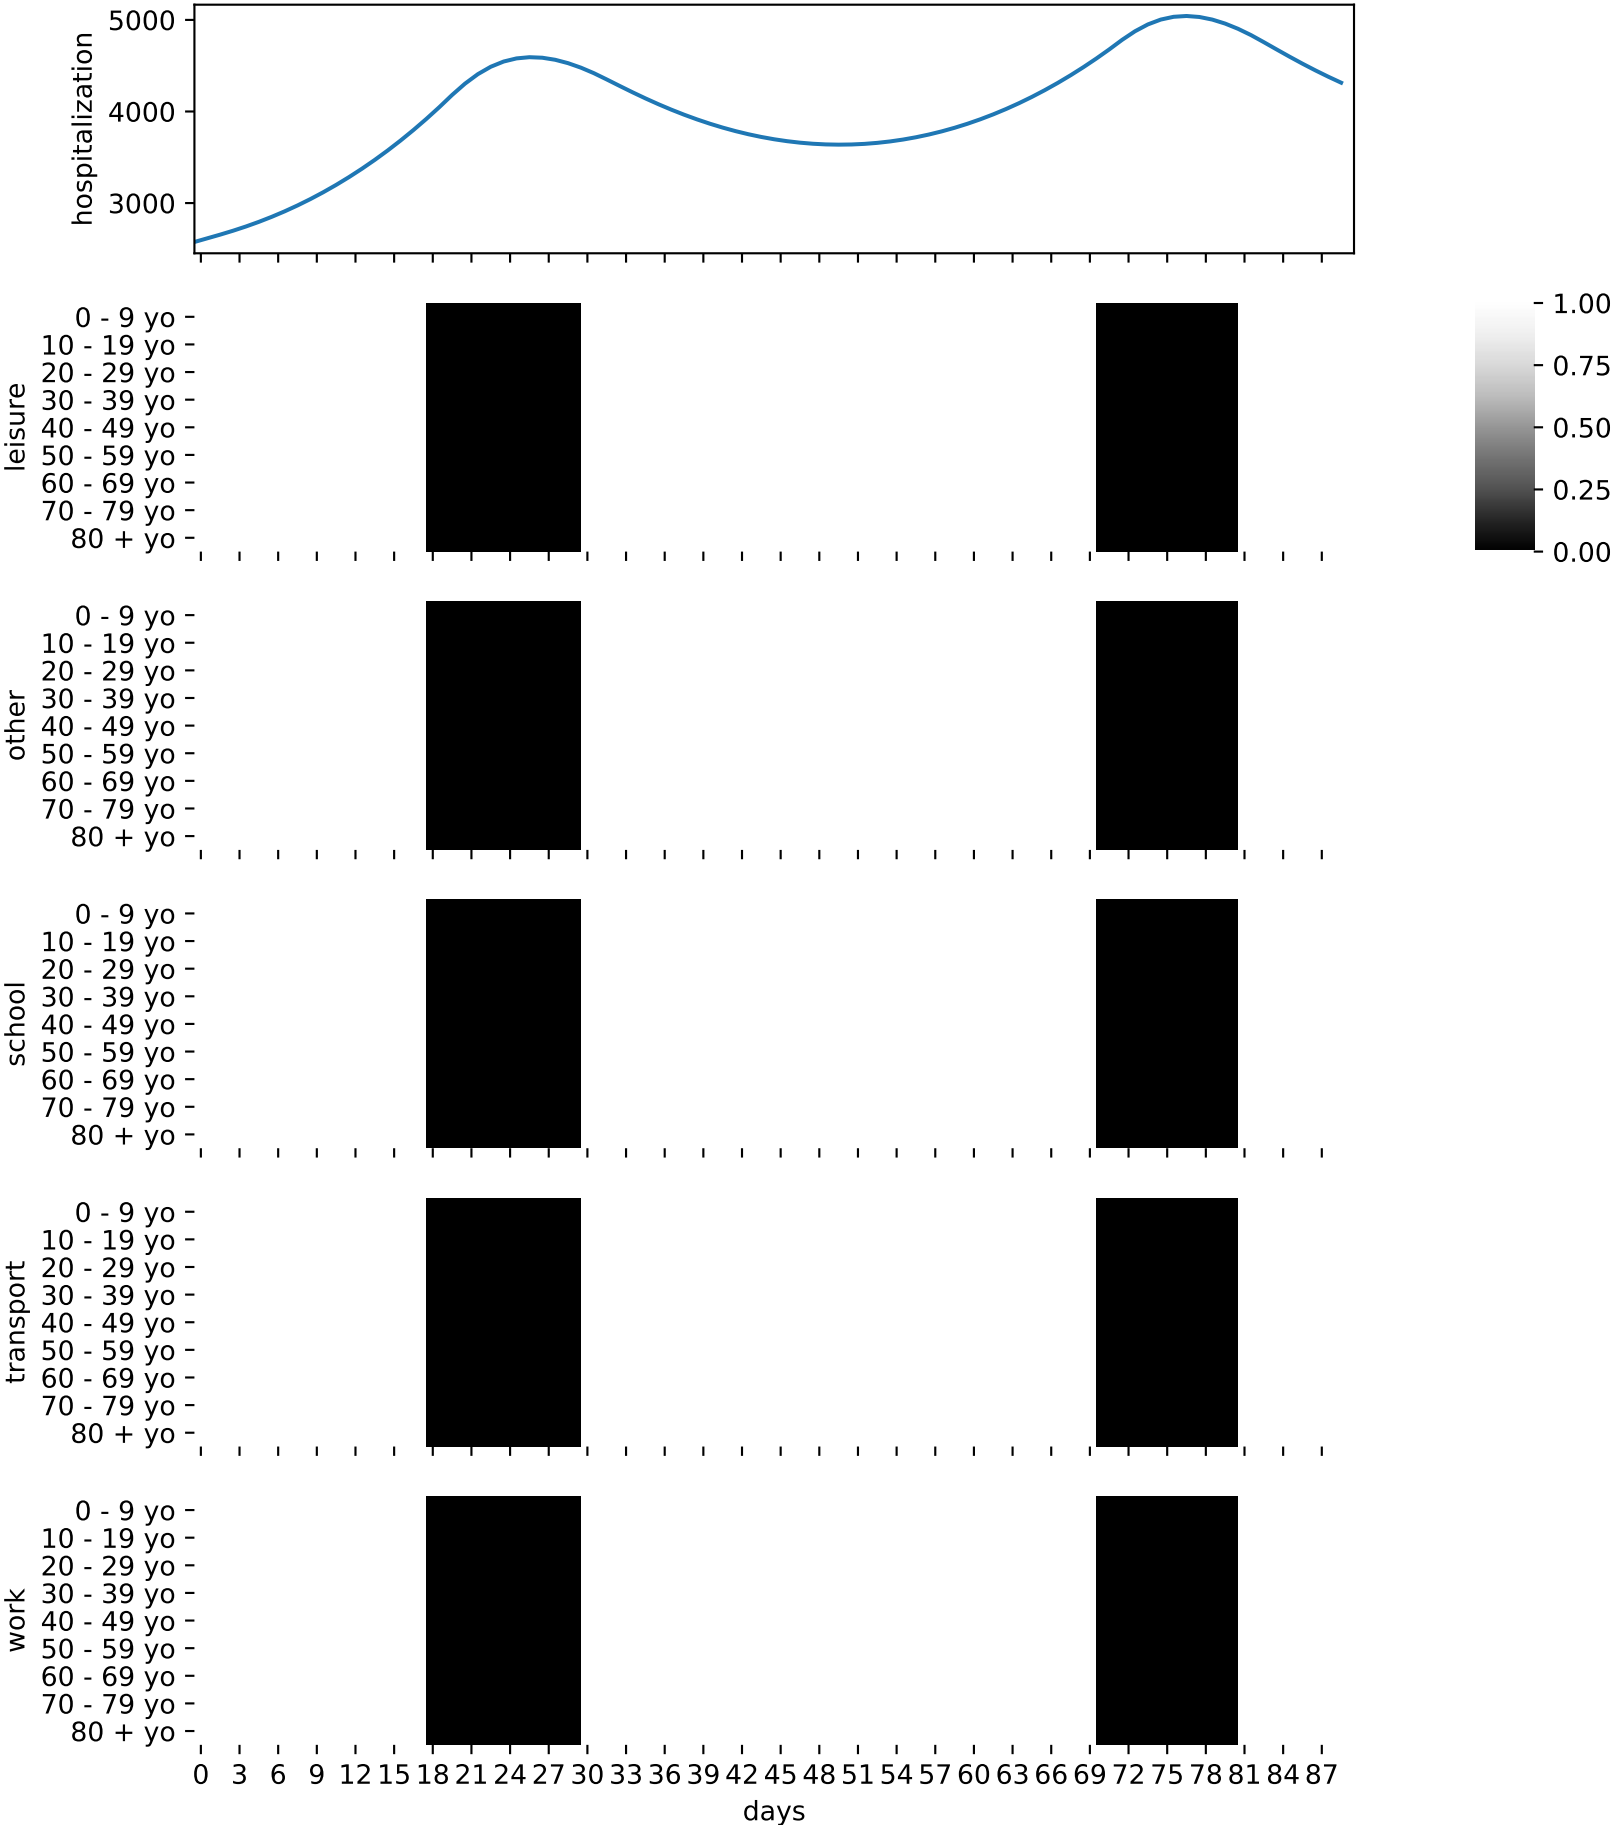 hospitalization
5000
4000
3000
leisure
0 - 9 yo
10 - 19 yo
20 - 29 yo
30 - 39 yo
40 - 49 yo
50 - 59 yo
60 - 69 yo
70 - 79 yo
80 + yo
1.00
0.75
0.50
0.25
0.00
other
0 - 9 yo
10 - 19 yo
20 - 29 yo
30 - 39 yo
40 - 49 yo
50 - 59 yo
60 - 69 yo
70 - 79 yo
80 + yo
school
0 - 9 yo
10 - 19 yo
20 - 29 yo
30 - 39 yo
40 - 49 yo
50 - 59 yo
60 - 69 yo
70 - 79 yo
80 + yo
transport
0 - 9 yo
10 - 19 yo
20 - 29 yo
30 - 39 yo
40 - 49 yo
50 - 59 yo
60 - 69 yo
70 - 79 yo
80 + yo
work
0 - 9 yo
10 - 19 yo
20 - 29 yo
30 - 39 yo
40 - 49 yo
50 - 59 yo
60 - 69 yo
70 - 79 yo
80 + yo
0 3 6 9 12 15 18 21 24 27 30 33 36 39 42 45 48 51 54 57 60 63 66 69 72 75 78 81 84 87
days